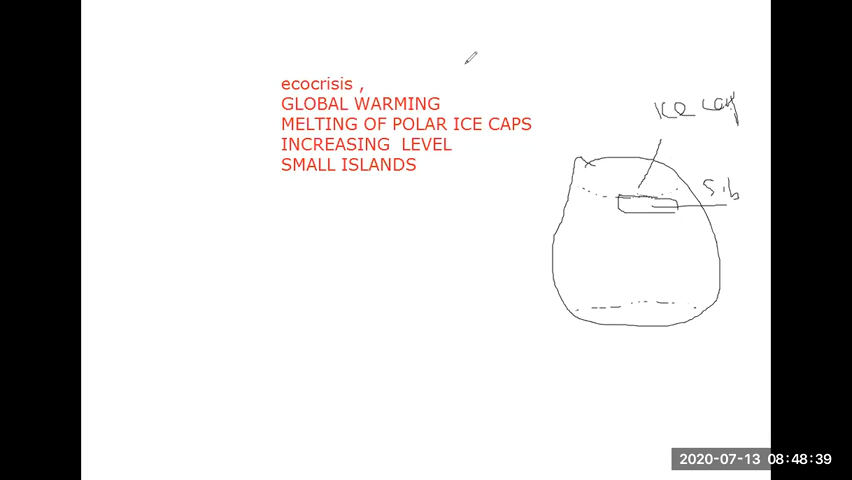 ecocrisis ,
GLOBAL WARMING
MELTING OF POLAR ICE CAPS
INCREASING  LEVEL
SMALL ISLANDS
ice cap
Sib
2020-07-13 08:48:39